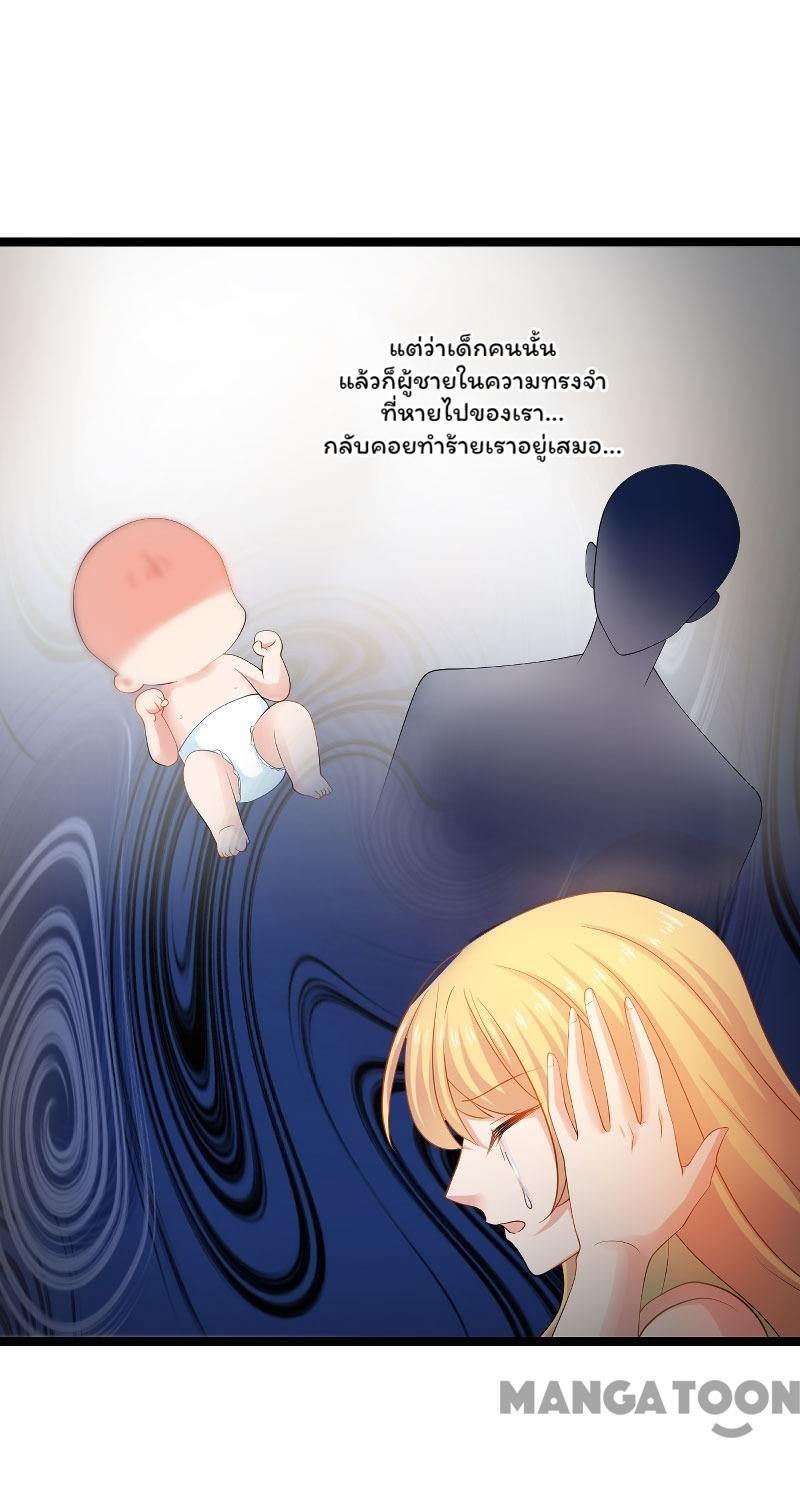 แต่ว่าเด็กคนนั้น
แล้วก็ผู้ชายในความทรงจำ
ที่หายไปของเรา...
กลับคอยทำร้ายเราอยู่เสมอ...
MANGATOON